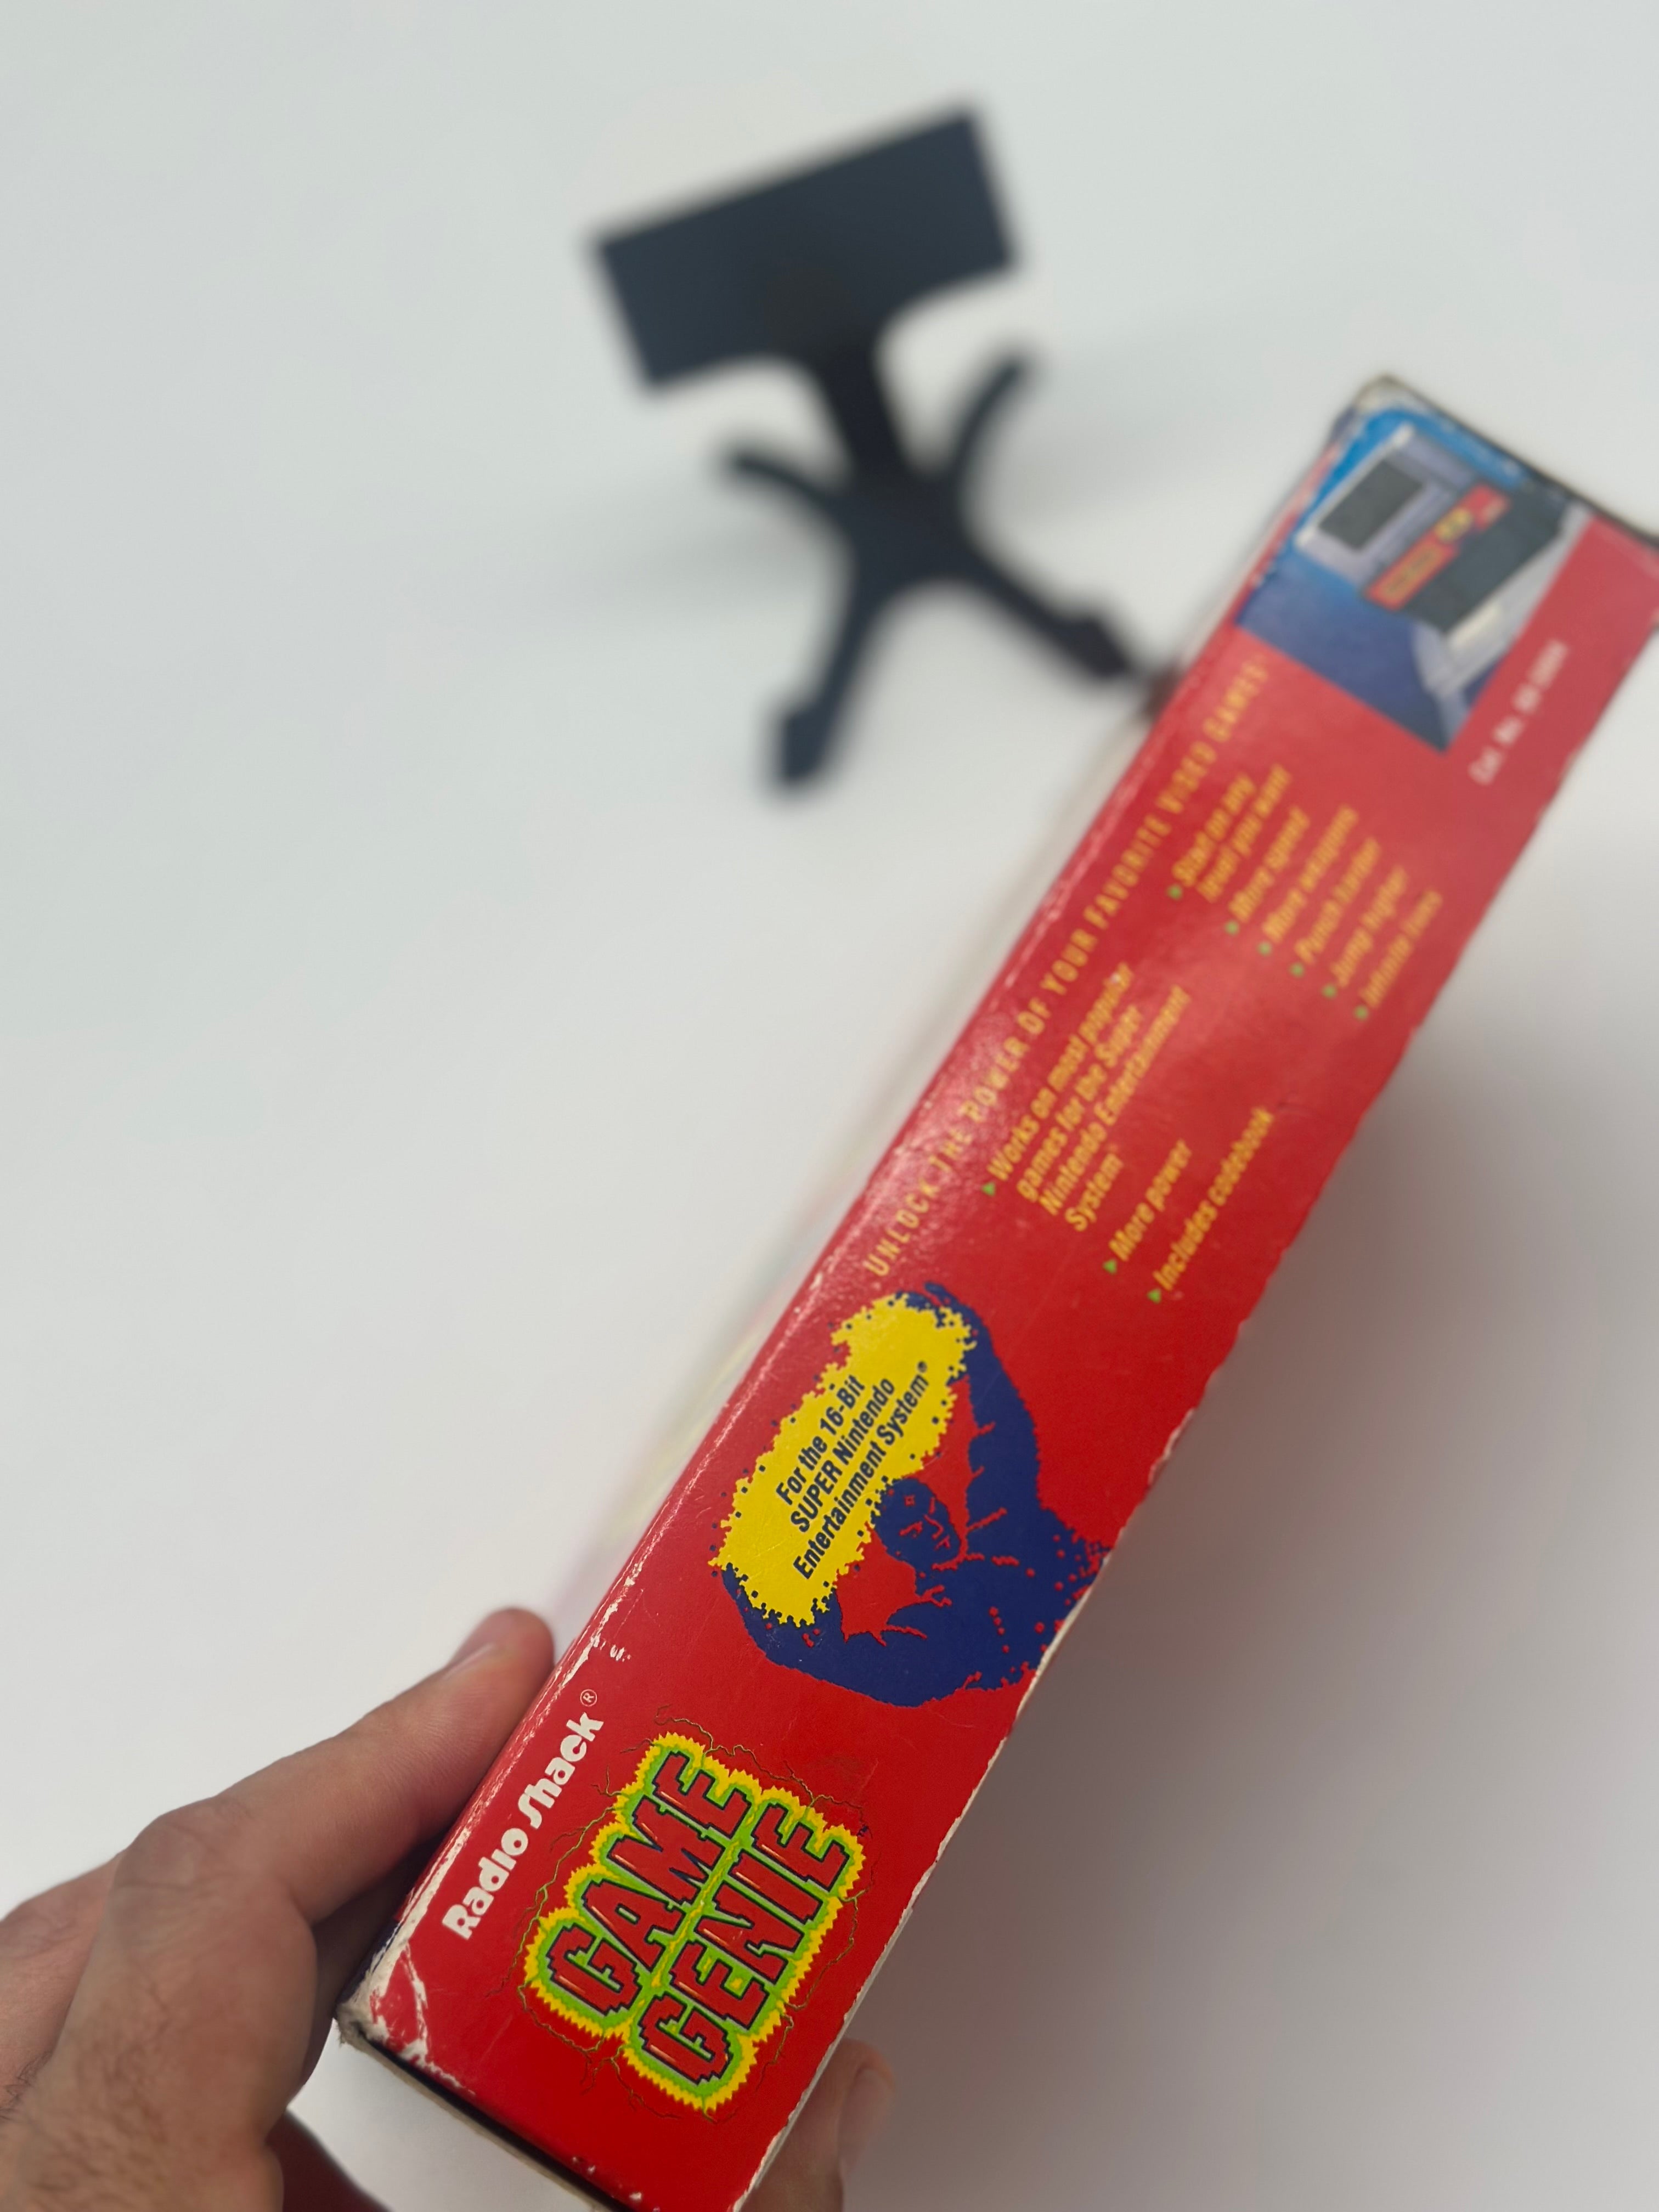 Radio Shack®
GAME
GENIE
For the 16-Bit
SUPER Nintendo
Entertainment System®
UNLOCK THE POWER OF YOUR FAVORITE VIDEO GAMES
Works on most popular
games for the Super
Nintendo Entertainment
System
More power
Includes codebook
Start on any
level you want
More speed
More weapons
Punch harder
Jump higher
Infinite lives
Cat. No.